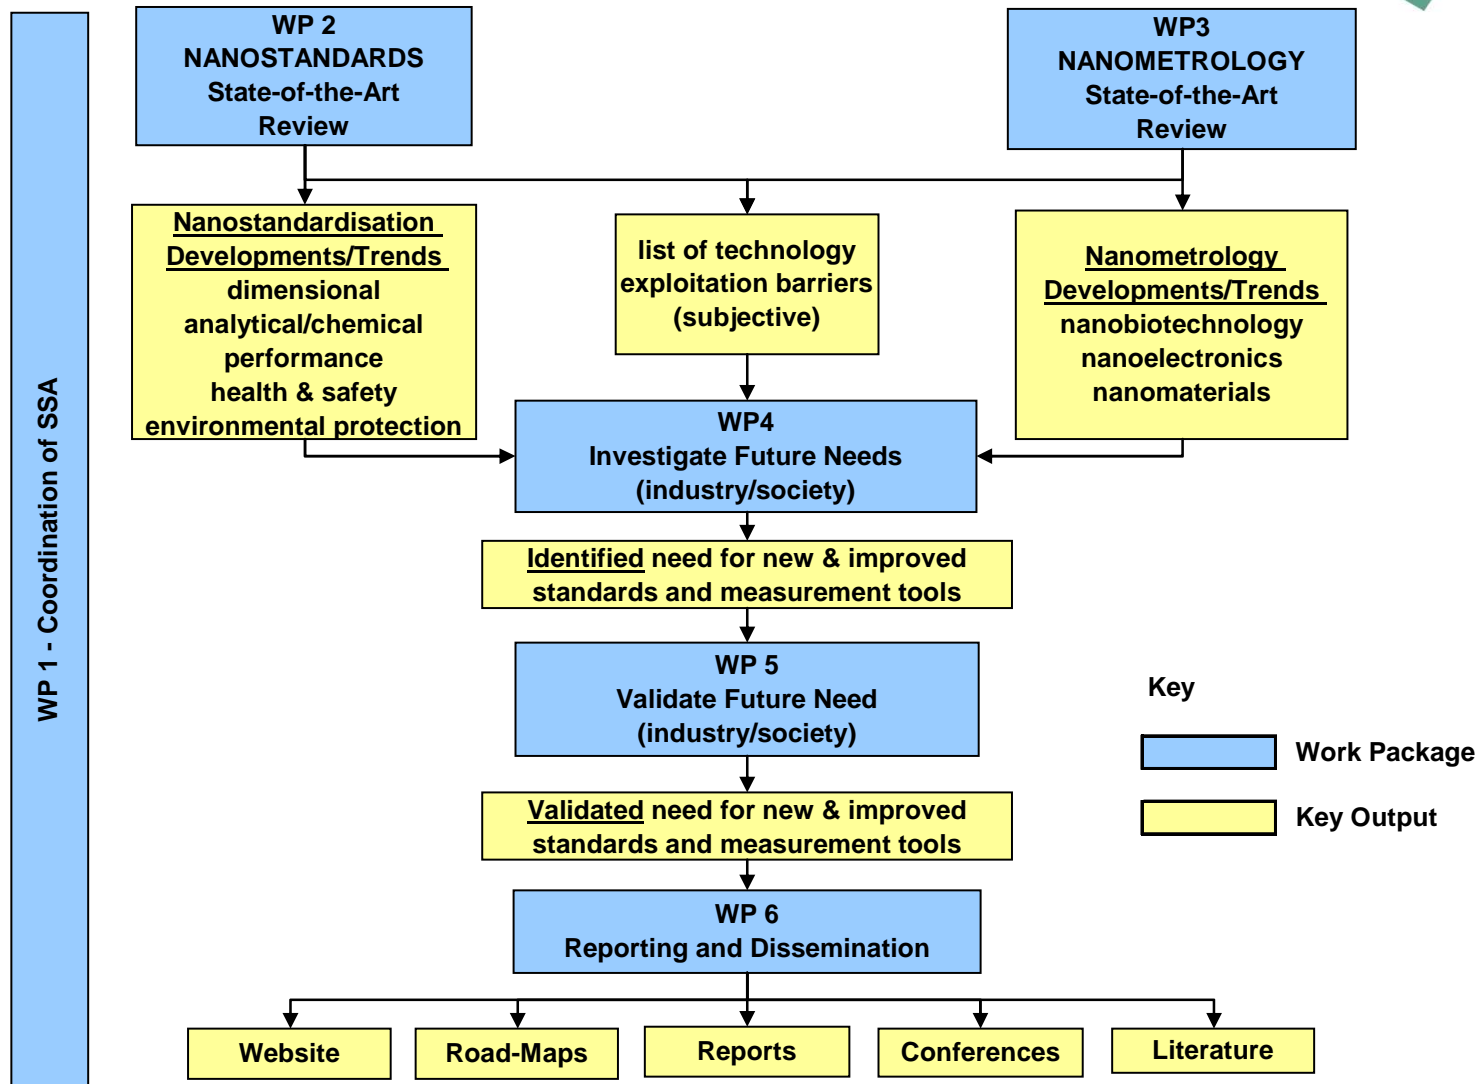 WP 1 - Coordination of SSA
WP 2
NANOSTANDARDS
State-of-the-Art
Review
WP3
NANOMETROLOGY
State-of-the-Art
Review
Nanostandardisation
Developments/Trends
dimensional
analytical/chemical
performance
health & safety
environmental protection
list of technology
exploitation barriers
(subjective)
Nanometrology
Developments/Trends
nanobiotechnology
nanoelectronics
nanomaterials
WP4
Investigate Future Needs
(industry/society)
Identified need for new & improved
standards and measurement tools
WP 5
Validate Future Need
(industry/society)
Validated need for new & improved
standards and measurement tools
WP 6
Reporting and Dissemination
Website
Road-Maps
Reports
Conferences
Literature
Key
Work Package
Key Output